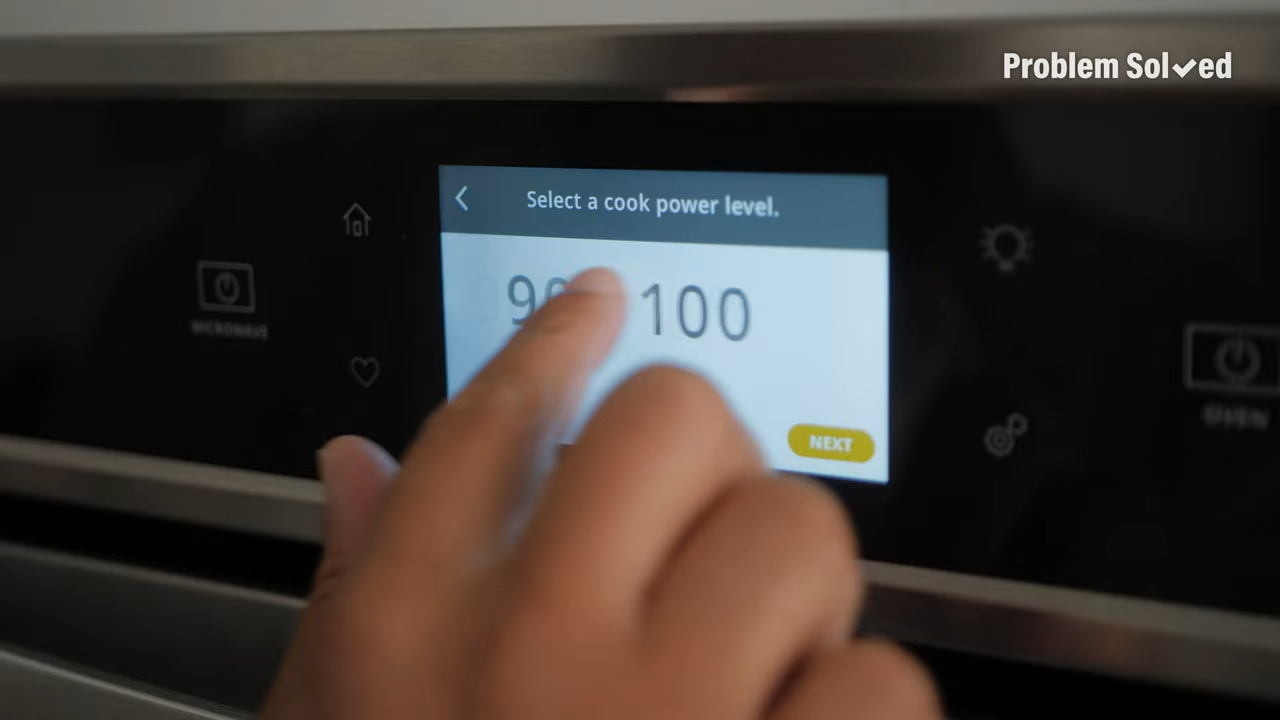 Problem Solved
Select a cook power level.
90 100
MICROWAVE
NEXT
OVEN